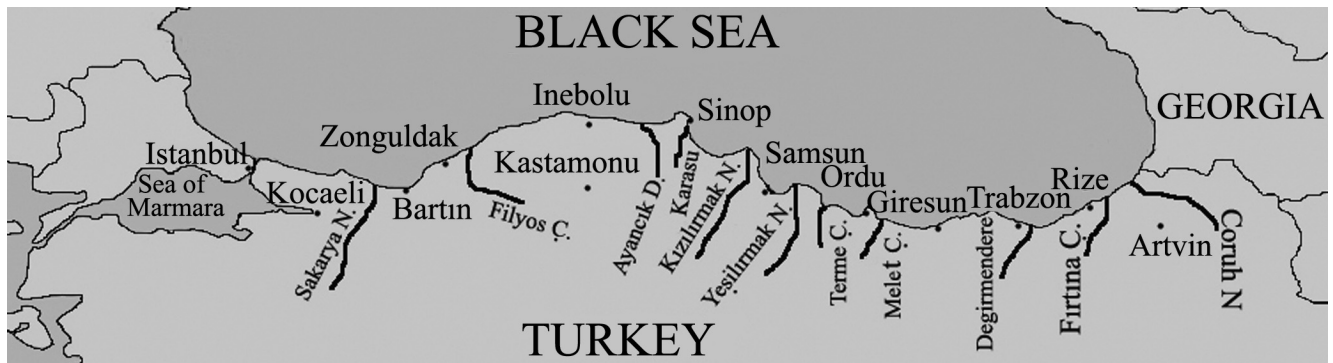 BLACK SEA
Inebolu
Sinop
GEORGIA
Zonguldak
Istanbul
Kastamonu
Samsun
Sea of
Marmara
Kocaeli
Bartın
Ordu
Giresun
Trabzon
Rize
Artvin
Sakarya N.
Filyos Ç.
Ayancık D.
Karasu
Kızılırmak N.
Yesilırmak N.
Terme Ç.
Melet Ç.
Degirmendere
Fırtına Ç.
Coruh N
TURKEY